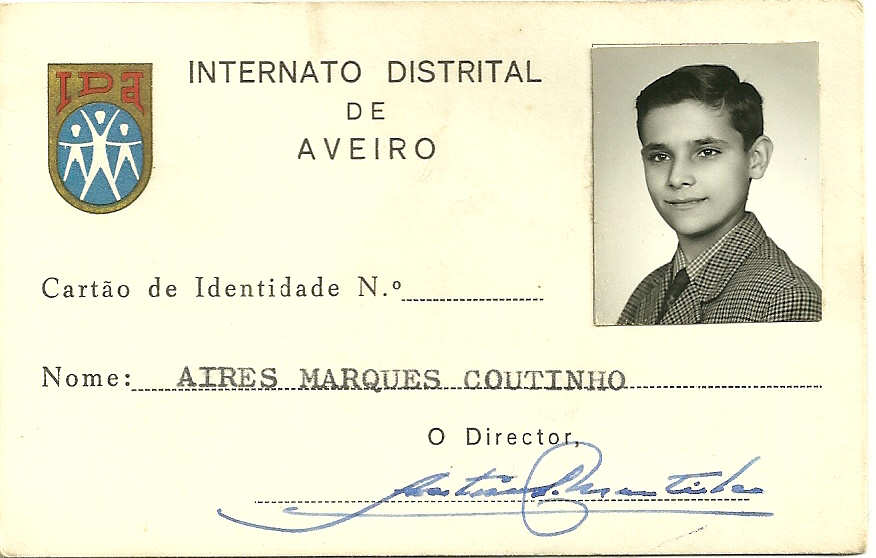 IDA
INTERNATO DISTRITAL
DE
AVEIRO
Cartão de Identidade N.º
Nome: AIRES MARQUES COUTINHO
O Director,